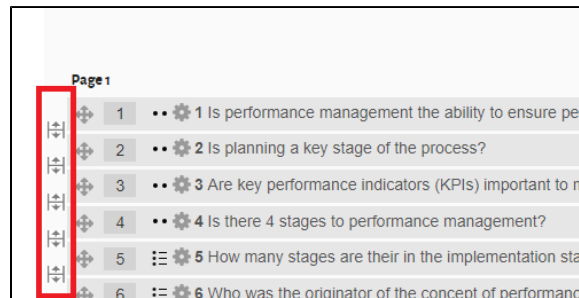 Page 1
1 1 Is performance management the ability to ensure
2 2 Is planning a key stage of the process?
3 3 Are key performance indicators (KPIs) important to
4 4 Is there 4 stages to performance management?
5 5 How many stages are their in the implementation
6 6 Who was the originator of the concept of